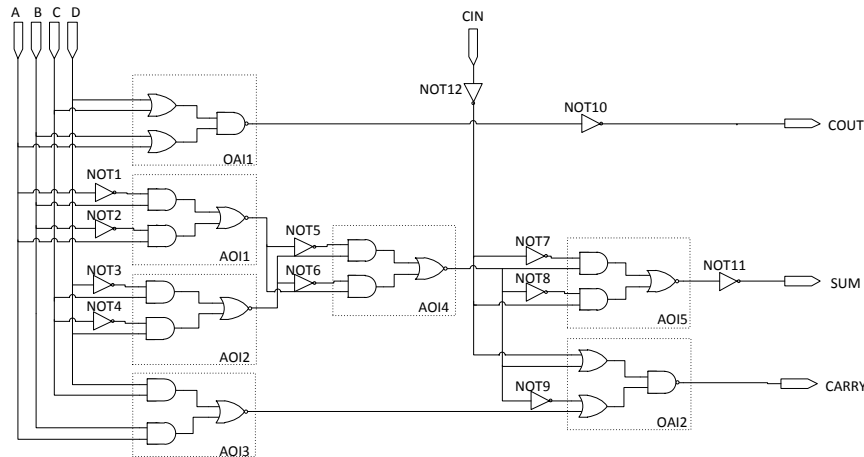 A B C D
CIN
NOT12
NOT10
COUT
OAI1
NOT1
NOT2
AOI1
NOT5
NOT6
NOT7
NOT8
NOT11
SUM
NOT3
NOT4
AOI4
AOI5
AOI2
NOT9
CARRY
OAI2
AOI3